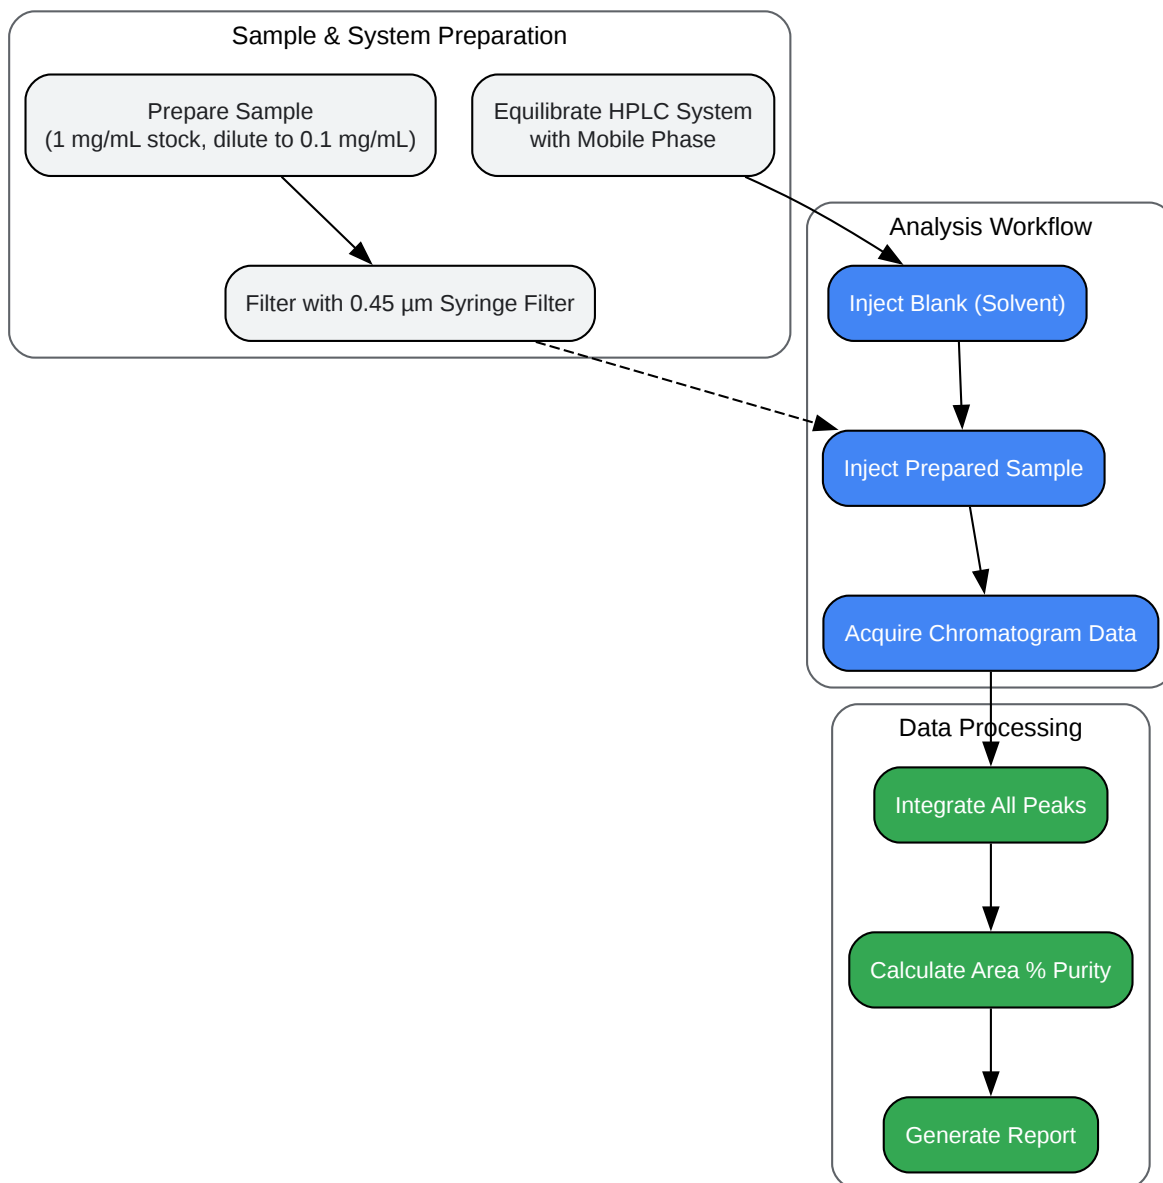 Sample & System Preparation
Prepare Sample
(1 mg/mL stock, dilute to 0.1 mg/mL)
Equilibrate HPLC System
with Mobile Phase
Filter with 0.45 µm Syringe Filter
Analysis Workflow
Inject Blank (Solvent)
Inject Prepared Sample
Acquire Chromatogram Data
Data Processing
Integrate All Peaks
Calculate Area % Purity
Generate Report